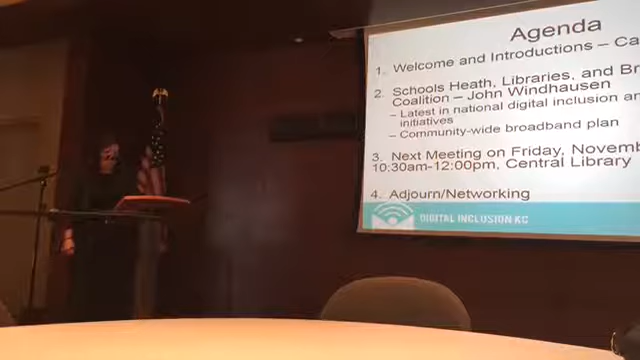 Agenda
1. Welcome and Introductions – Ca
2. Schools Heath, Libraries, and Br
Coalition – John Windhausen
– Latest in national digital inclusion an
initiatives
– Community-wide broadband plan
3. Next Meeting on Friday, Novemb
10:30am-12:00pm, Central Library
4. Adjourn/Networking
DIGITAL INCLUSION KC